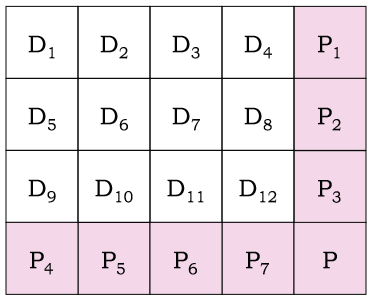 D₁ D₂ D₃ D₄ P₁
D₅ D₆ D₇ D₈ P₂
D₉ D₁₀ D₁₁ D₁₂ P₃
P₄ P₅ P₆ P₇ P